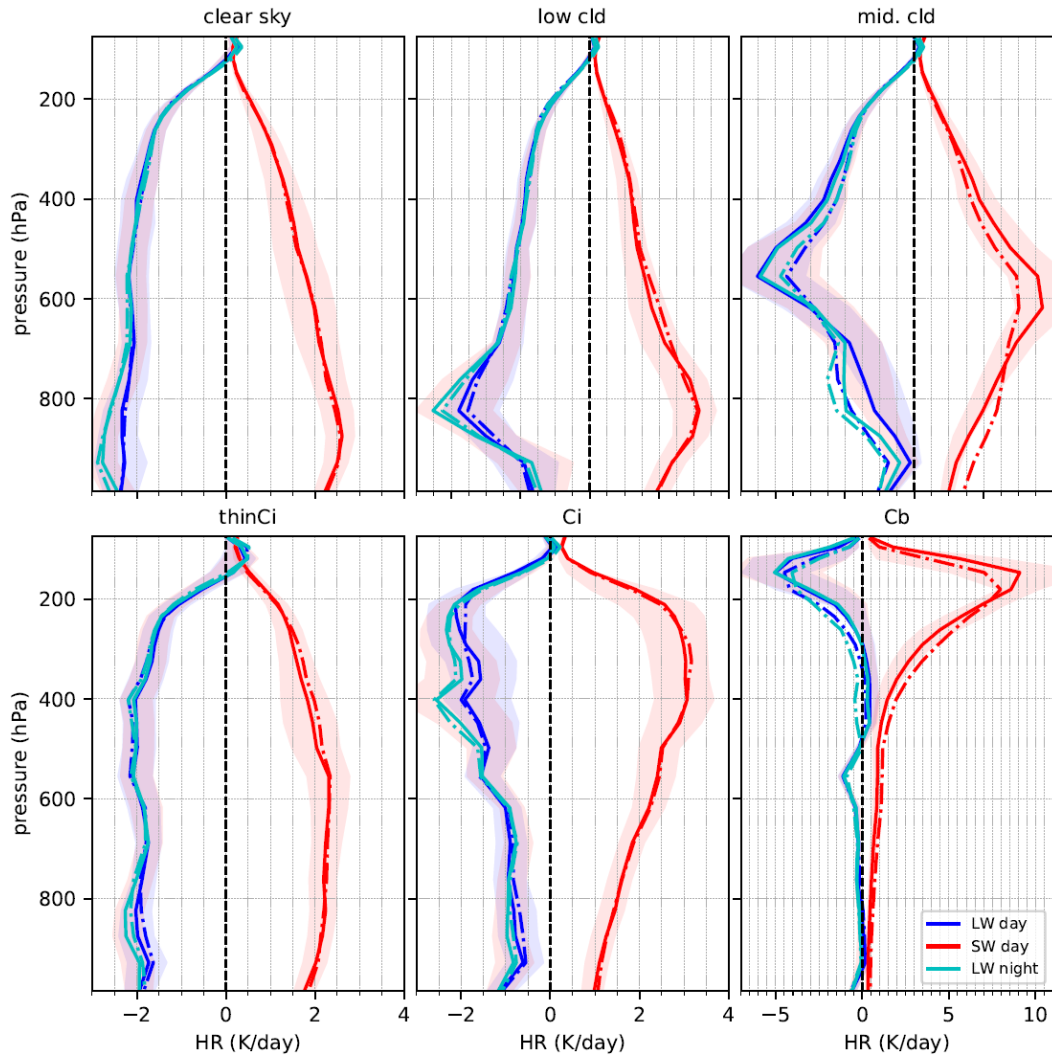 clear sky
low cld
mid. cld
pressure (hPa)
200
400
600
800
thinCi
Ci
Cb
pressure (hPa)
200
400
600
800
LW day
SW day
LW night
−2
0
2
4
−2
0
2
4
−5
0
5
10
HR (K/day)
HR (K/day)
HR (K/day)